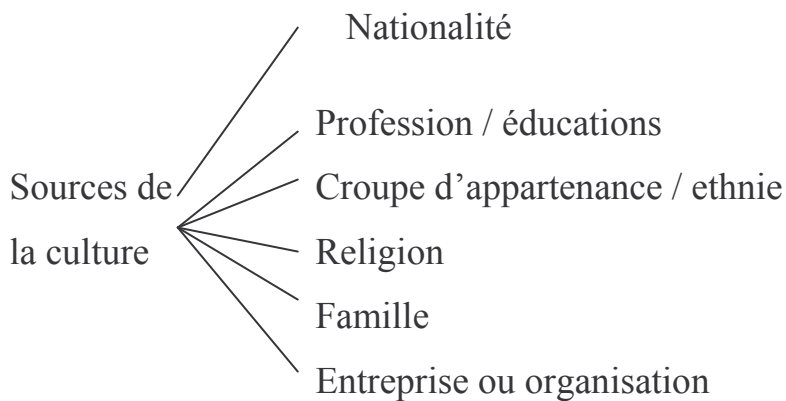 Nationalité
Profession / éducations
Sources de
Croupe d’appartenance / ethnie
la culture
Religion
Famille
Entreprise ou organisation